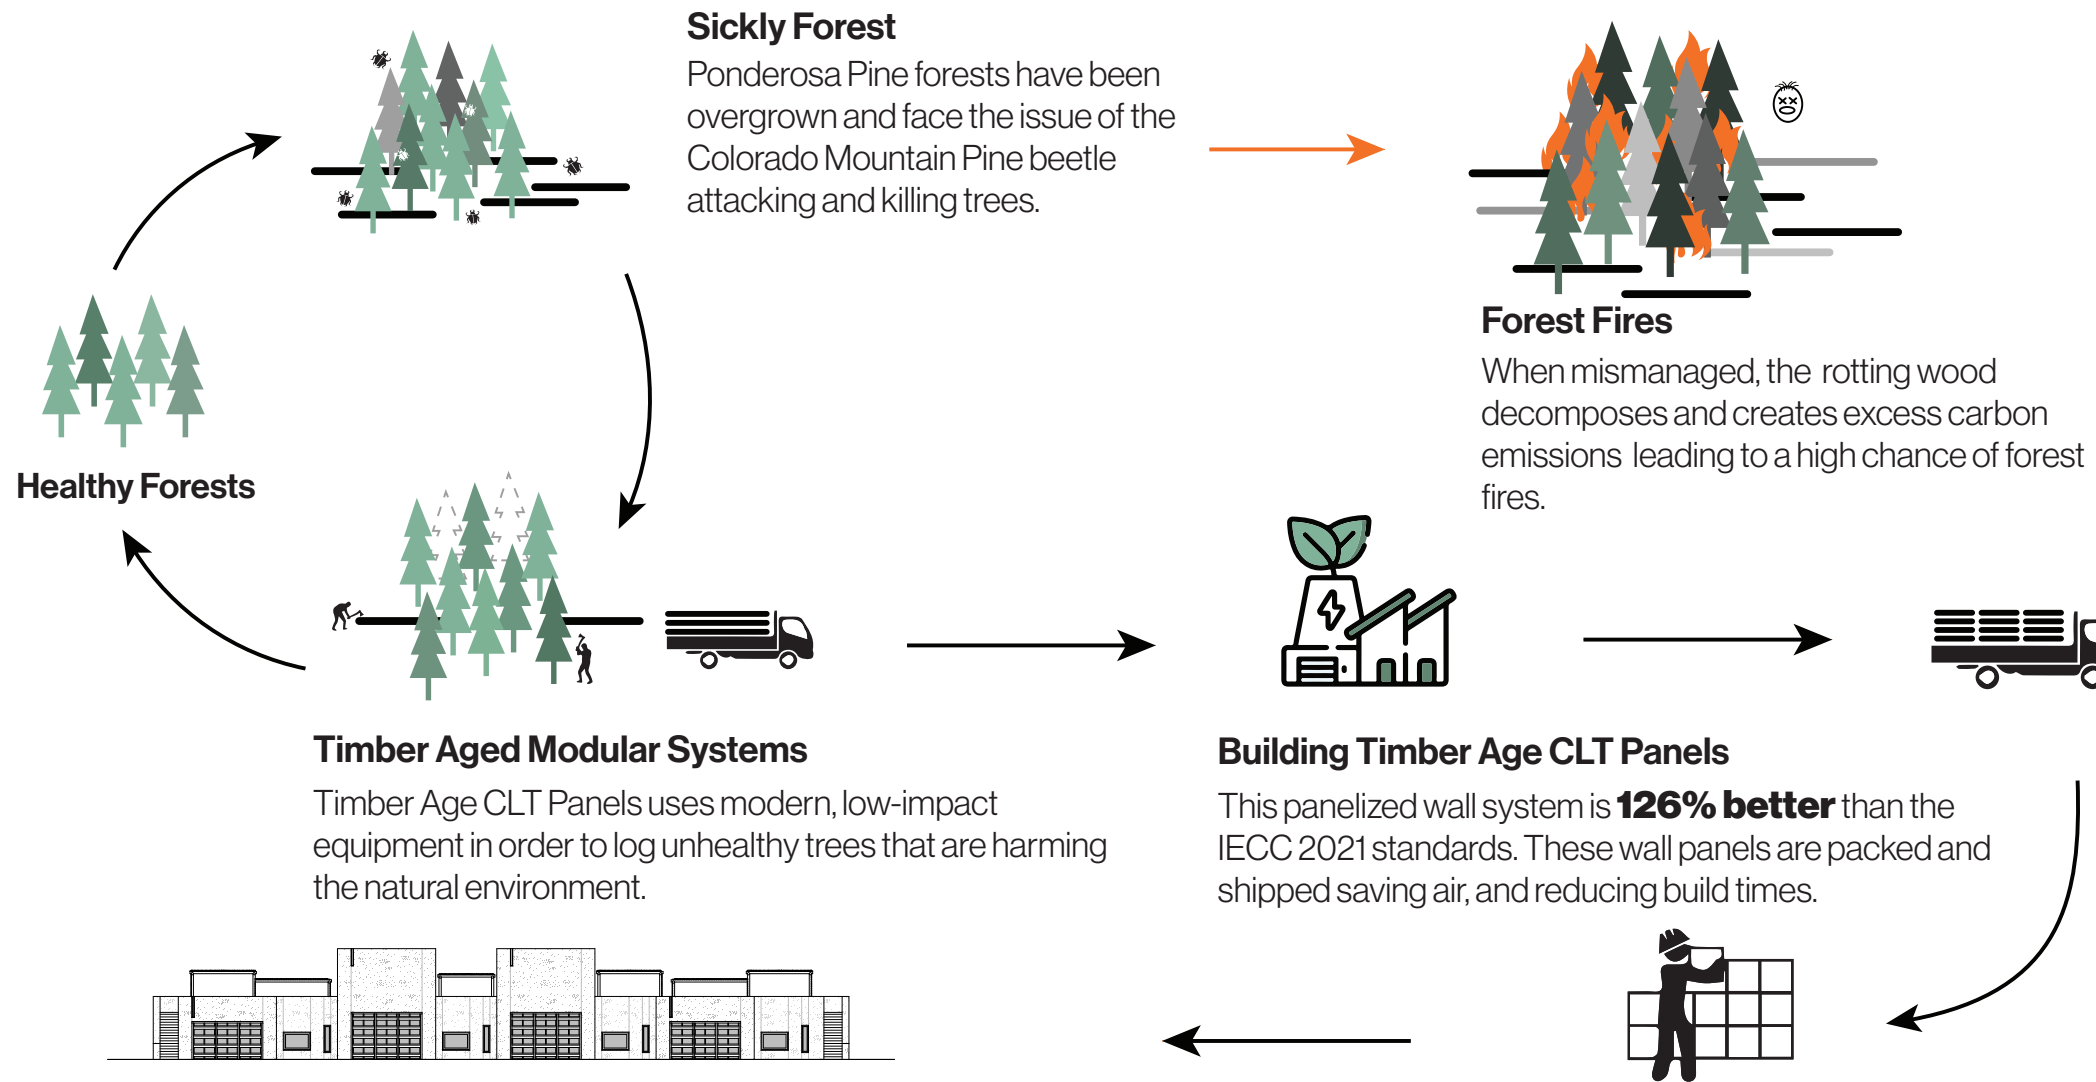 Sickly Forest
Ponderosa Pine forests have been
overgrown and face the issue of the
Colorado Mountain Pine beetle
attacking and killing trees.
Forest Fires
When mismanaged, the rotting wood
decomposes and creates excess carbon
emissions leading to a high chance of forest
fires.
Healthy Forests
Timber Aged Modular Systems
Timber Age CLT Panels uses modern, low-impact
equipment in order to log unhealthy trees that are harming
the natural environment.
Building Timber Age CLT Panels
This panelized wall system is 126% better than the
IECC 2021 standards. These wall panels are packed and
shipped saving air, and reducing build times.